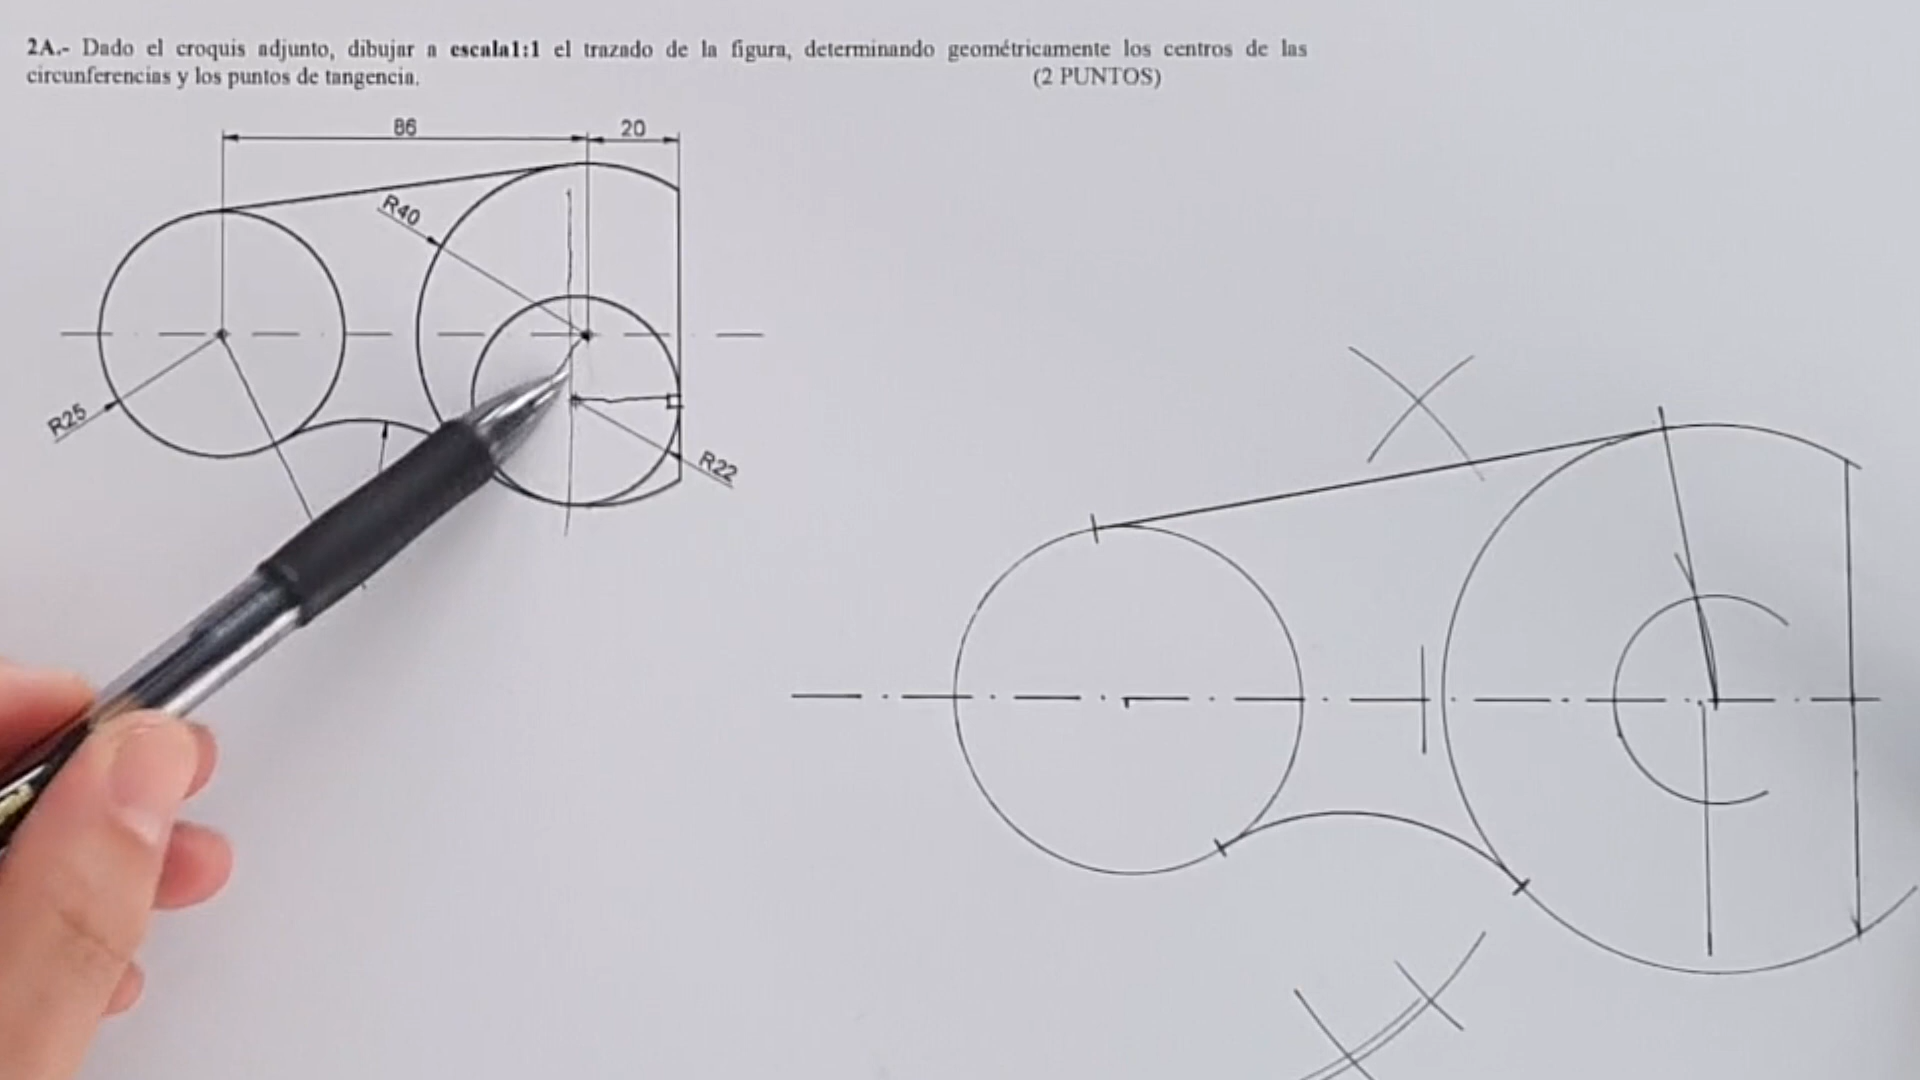 2A.- Dado el croquis adjunto, dibujar a escala1:1 el trazado de la figura, determinando geométricamente los centros de las
circunferencias y los puntos de tangencia. (2 PUNTOS)
86
20
R40
R25
R22